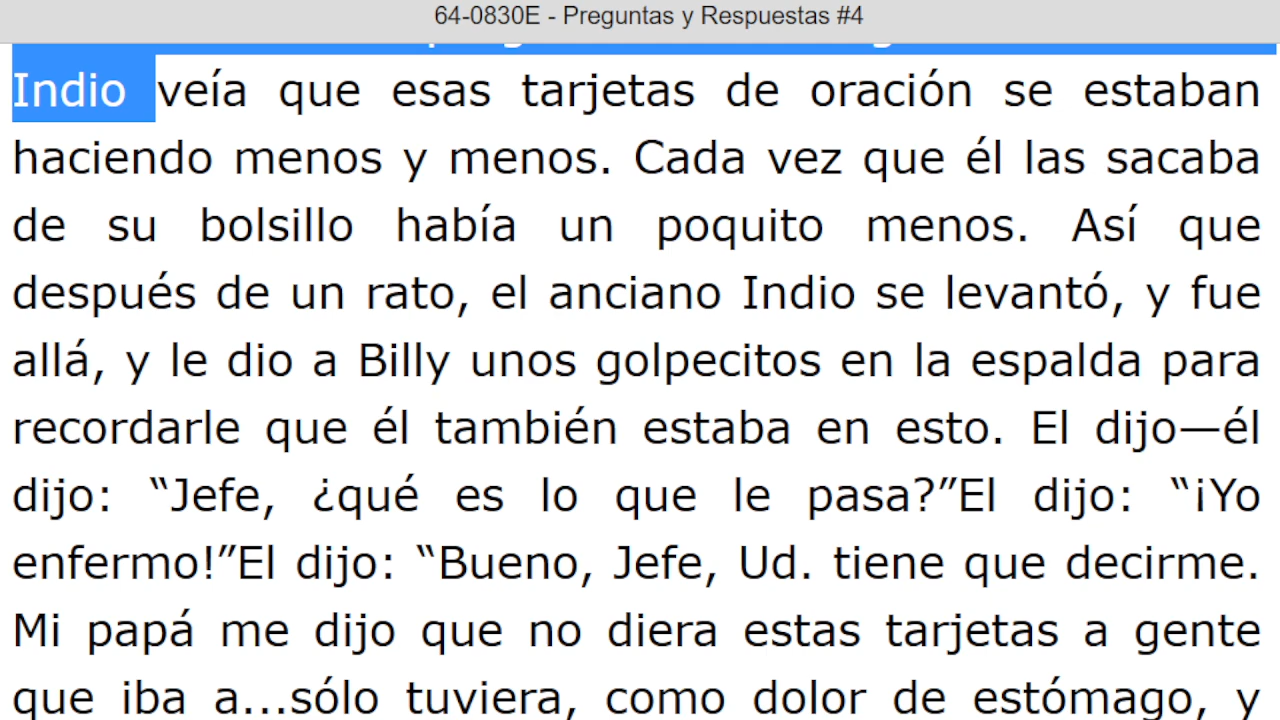 64-0830E - Preguntas y Respuestas #4
Indio veía que esas tarjetas de oración se estaban
haciendo menos y menos. Cada vez que él las sacaba
de su bolsillo había un poquito menos. Así que
después de un rato, el anciano Indio se levantó, y fue
allá, y le dio a Billy unos golpecitos en la espalda para
recordarle que él también estaba en esto. El dijo—él
dijo: “Jefe, ¿qué es lo que le pasa?”El dijo: “¡Yo
enfermo!”El dijo: “Bueno, Jefe, Ud. tiene que decirme.
Mi papá me dijo que no diera estas tarjetas a gente
que iba a...sólo tuviera, como dolor de estómago, y